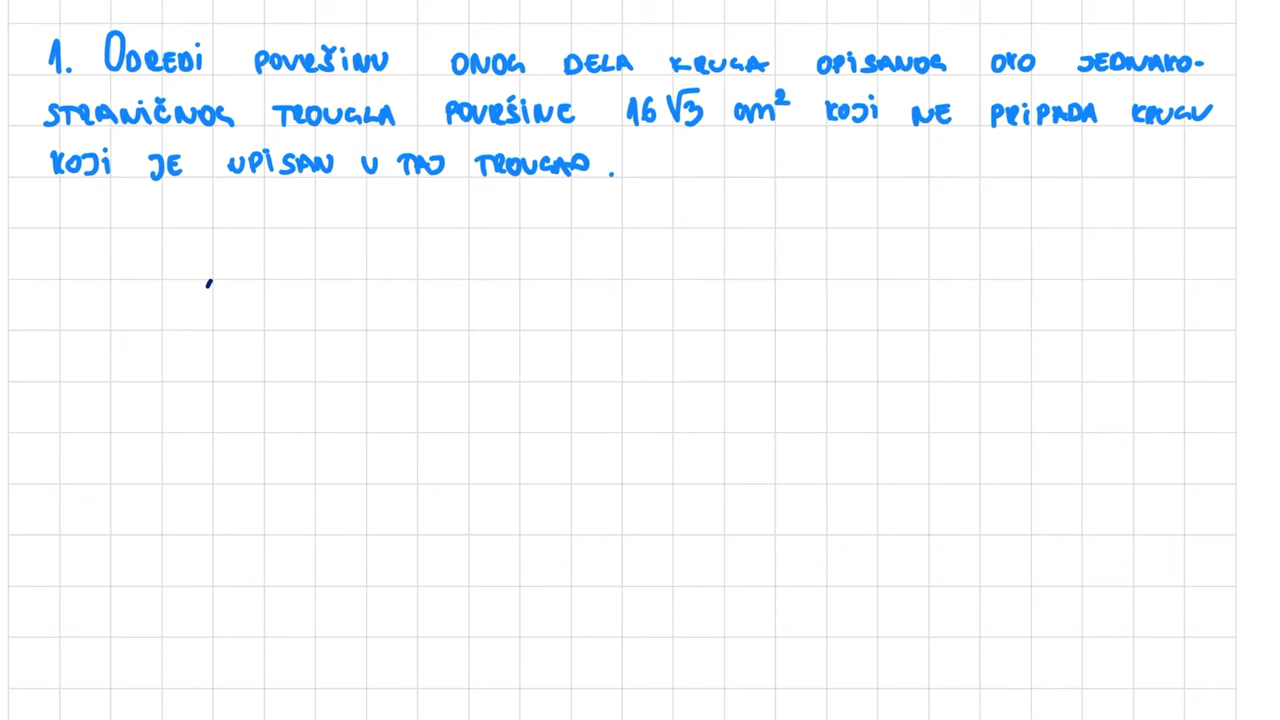 1. ODREDI POVRŠINU ONOG DELA KRUGA OPISANOG OKO JEDNAKO-
STRANIČNOG TROUGLA POVRŠINE 16√3 cm² KOJI NE PRIPADA KRUGU
KOJI JE UPISAN U TAJ TROUGAO.